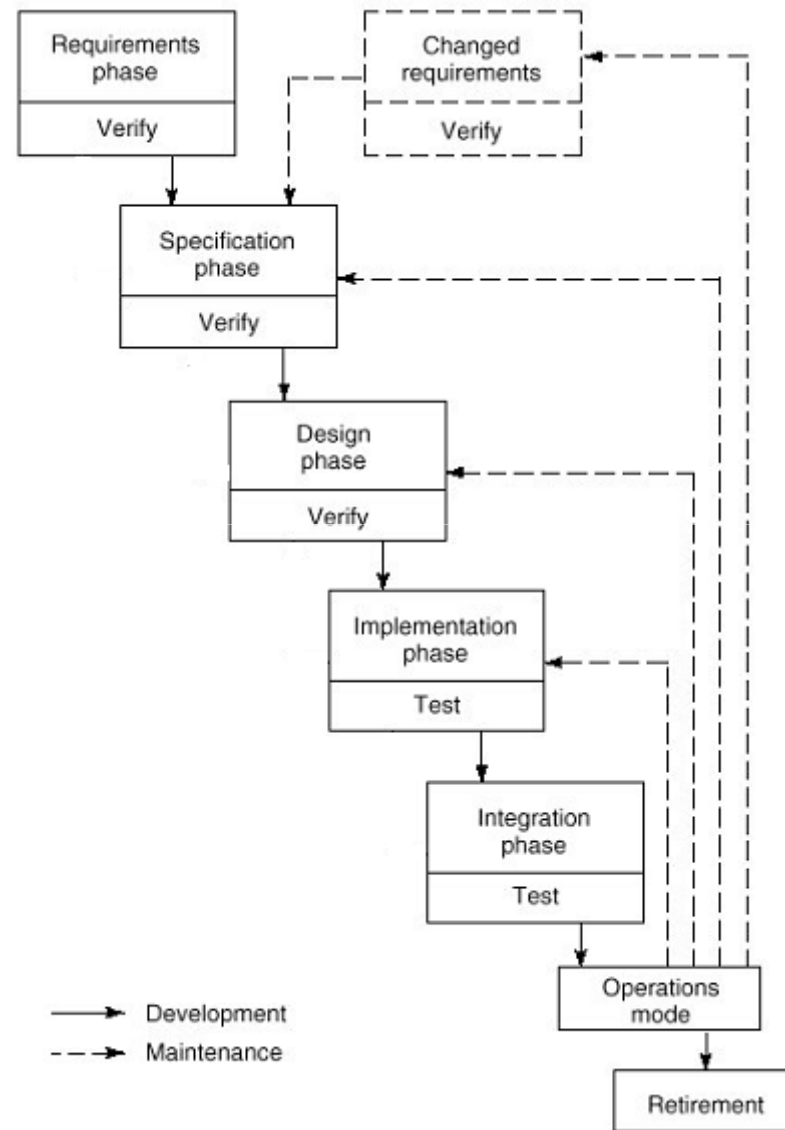 Requirements
phase
Verify
Changed
requirements
Verify
Specification
phase
Verify
Design
phase
Verify
Implementation
phase
Test
Integration
phase
Test
Operations
mode
Development
Maintenance
Retirement